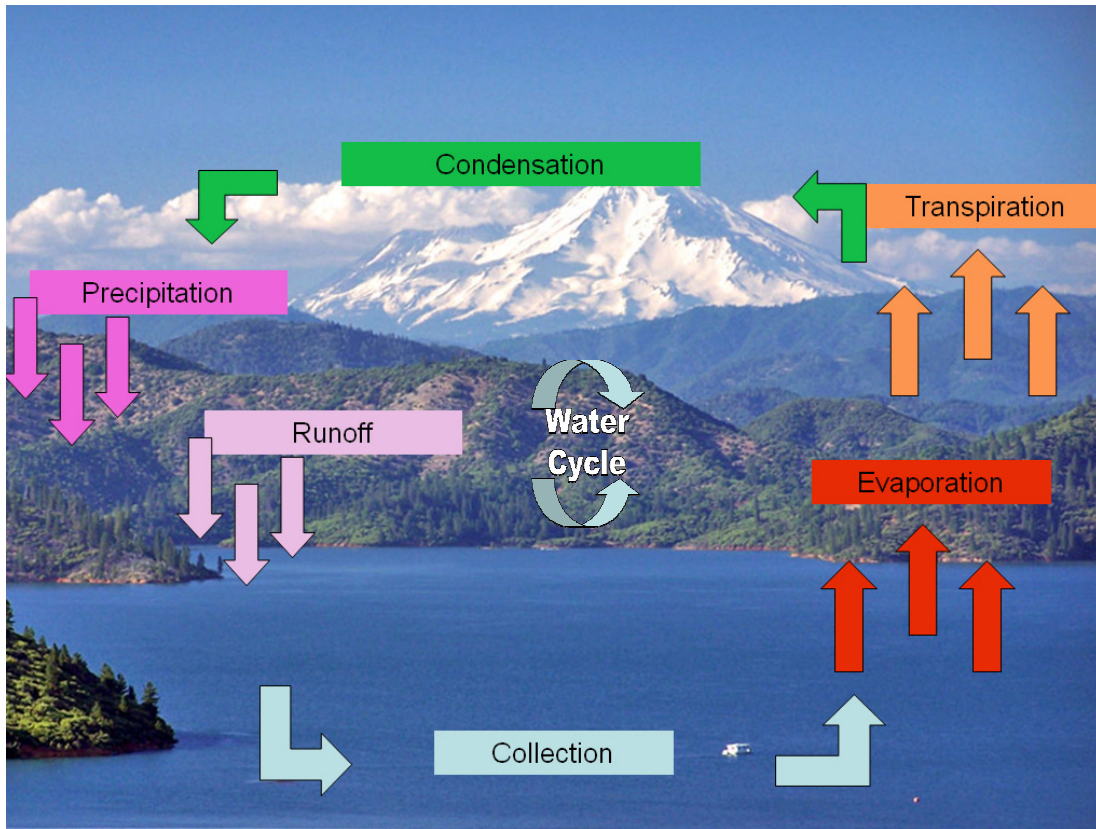 Condensation
Transpiration
Precipitation
Runoff
Water
Cycle
Evaporation
Collection